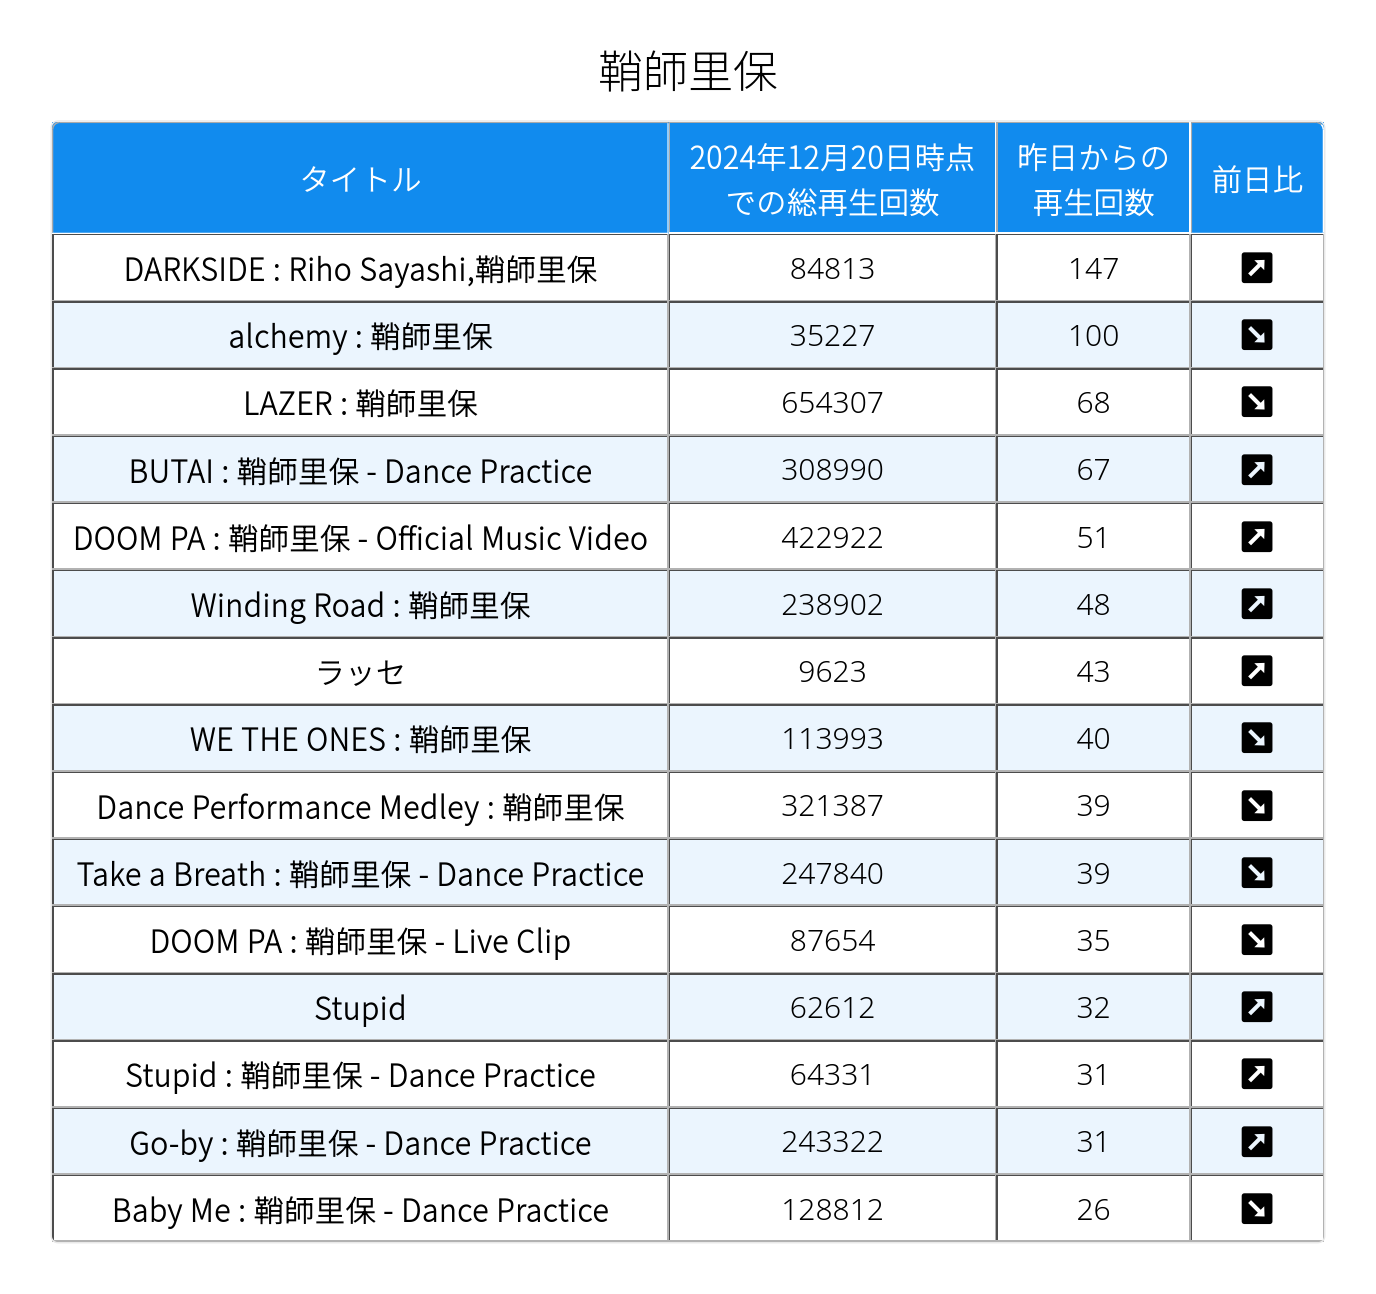 鞘師里保
タイトル
2024年12月20日時点
での総再生回数
昨日からの
再生回数
前日比
DARKSIDE : Riho Sayashi,鞘師里保 84813 147 ↗
alchemy : 鞘師里保 35227 100 ↘
LAZER : 鞘師里保 654307 68 ↘
BUTAI : 鞘師里保 - Dance Practice 308990 67 ↗
DOOM PA : 鞘師里保 - Official Music Video 422922 51 ↗
Winding Road : 鞘師里保 238902 48 ↗
ラッセ 9623 43 ↗
WE THE ONES : 鞘師里保 113993 40 ↘
Dance Performance Medley : 鞘師里保 321387 39 ↘
Take a Breath : 鞘師里保 - Dance Practice 247840 39 ↘
DOOM PA : 鞘師里保 - Live Clip 87654 35 ↘
Stupid 62612 32 ↗
Stupid : 鞘師里保 - Dance Practice 64331 31 ↗
Go-by : 鞘師里保 - Dance Practice 243322 31 ↗
Baby Me : 鞘師里保 - Dance Practice 128812 26 ↘